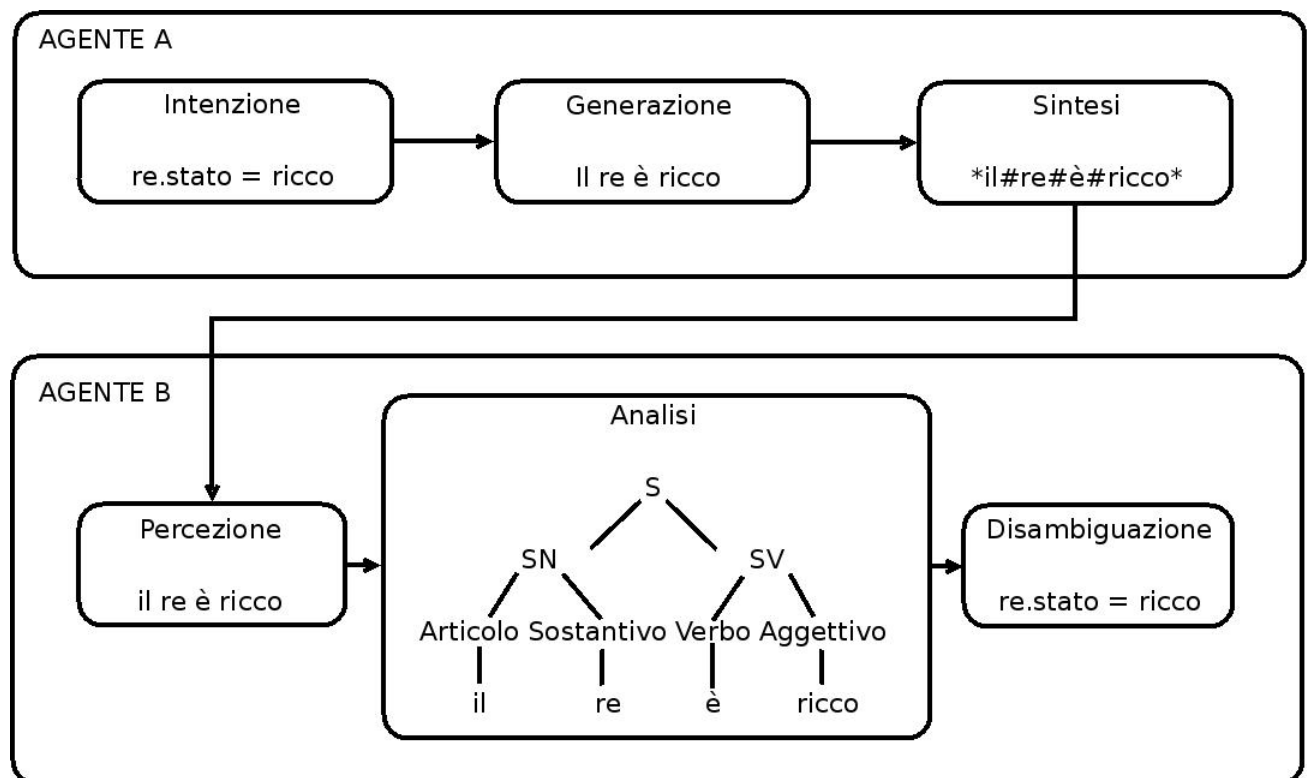 AGENTE A
Intenzione
re.stato = ricco
Generazione
Il re è ricco
Sintesi
*il#re#è#ricco*
AGENTE B
Percezione
il re è ricco
Analisi
S
SN SV
Articolo Sostantivo Verbo Aggettivo
il re è ricco
Disambiguazione
re.stato = ricco